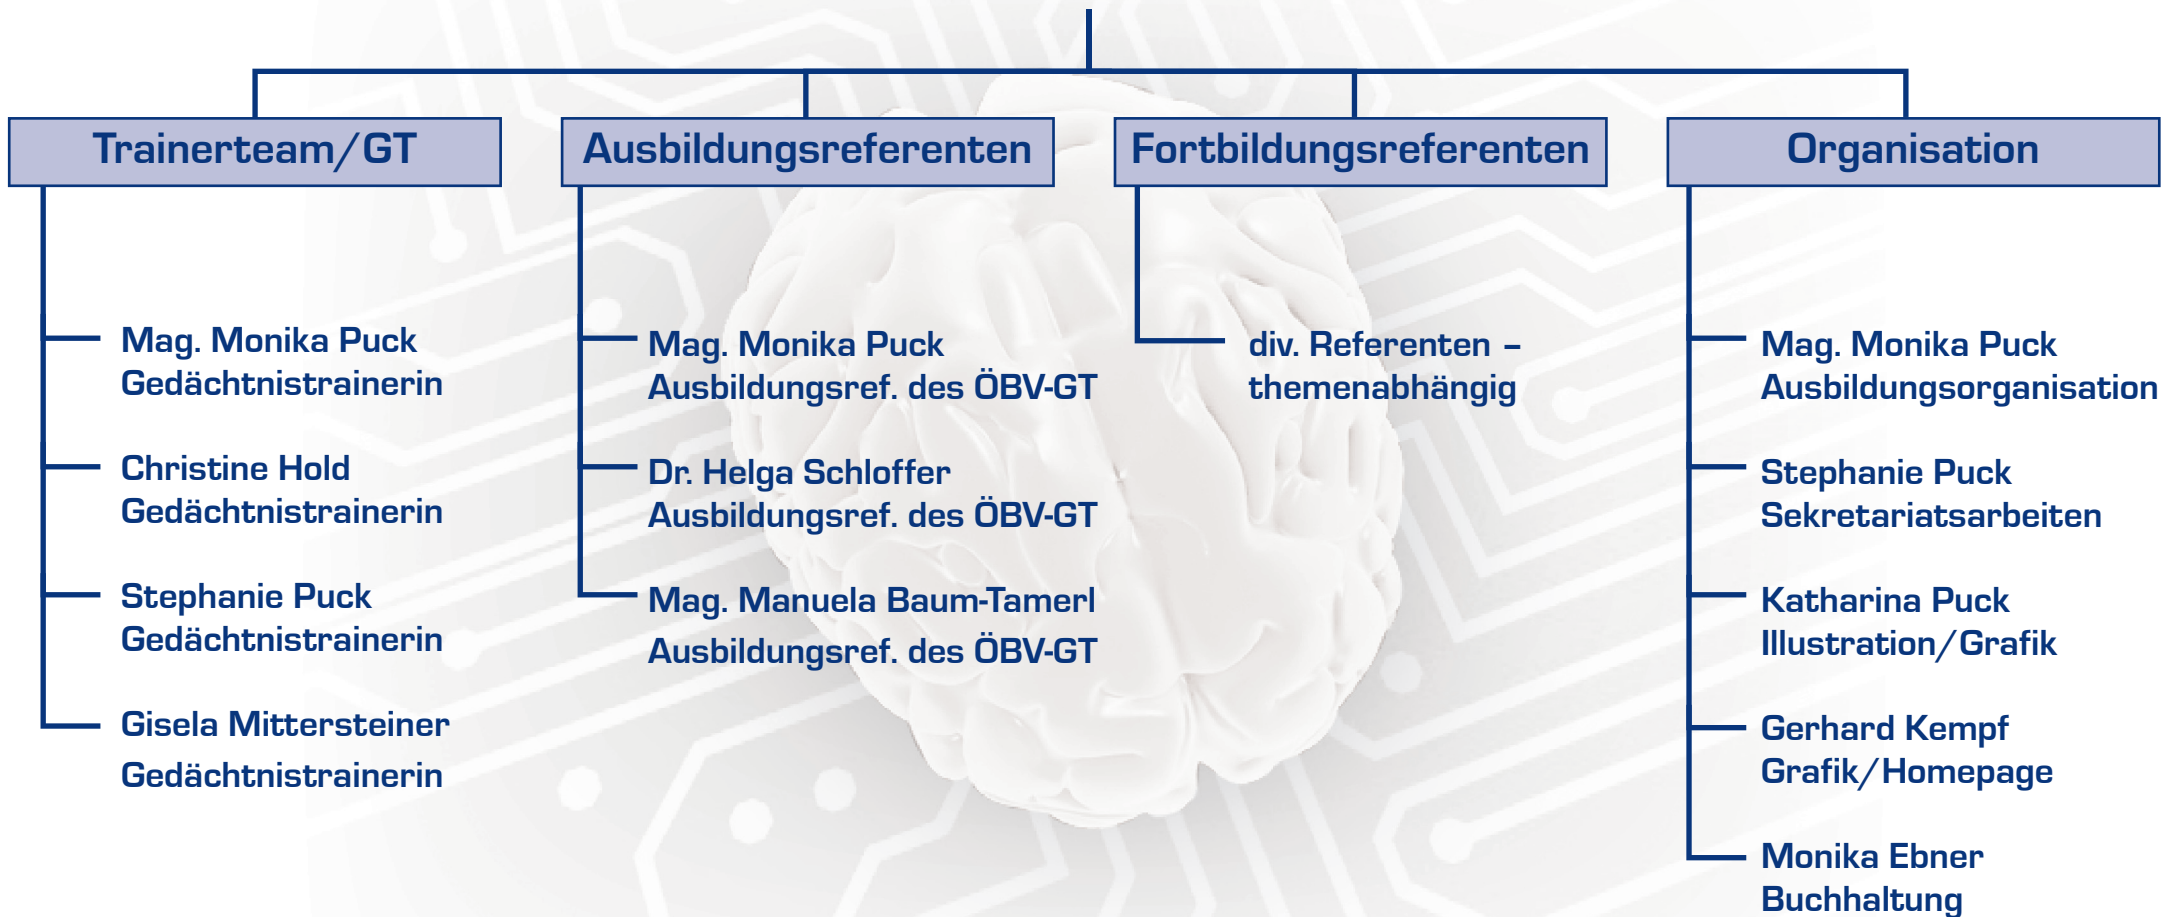 Trainerteam/GT
Mag. Monika Puck
Gedächtnistrainerin
Christine Hold
Gedächtnistrainerin
Stephanie Puck
Gedächtnistrainerin
Gisela Mittersteiner
Gedächtnistrainerin
Ausbildungsreferenten
Mag. Monika Puck
Ausbildungsref. des ÖBV-GT
Dr. Helga Schloffer
Ausbildungsref. des ÖBV-GT
Mag. Manuela Baum-Tamerl
Ausbildungsref. des ÖBV-GT
Fortbildungsreferenten
div. Referenten –
themenabhängig
Organisation
Mag. Monika Puck
Ausbildungsorganisation
Stephanie Puck
Sekretariatsarbeiten
Katharina Puck
Illustration/Grafik
Gerhard Kempf
Grafik/Homepage
Monika Ebner
Buchhaltung